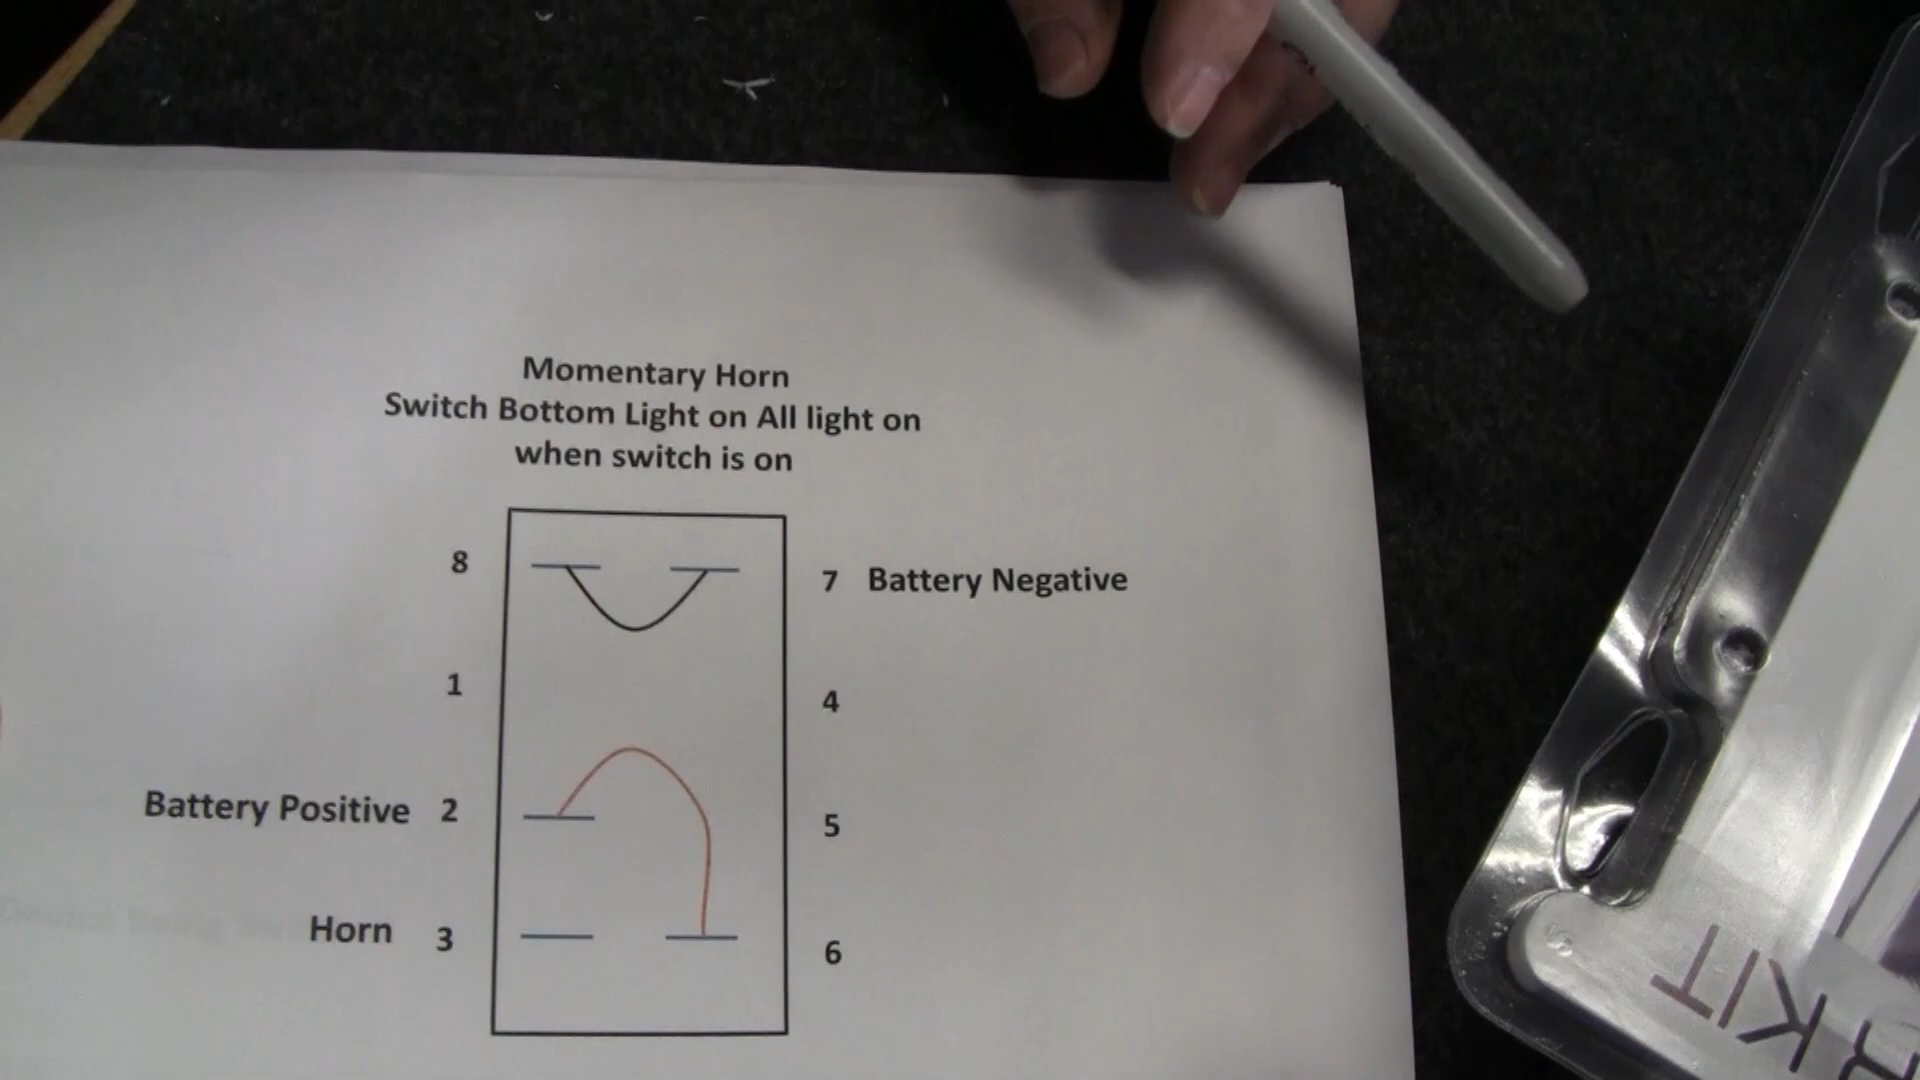 Momentary Horn
Switch Bottom Light on All light on
when switch is on
8
7 Battery Negative
1
4
Battery Positive 2
5
Horn 3
6
KIT